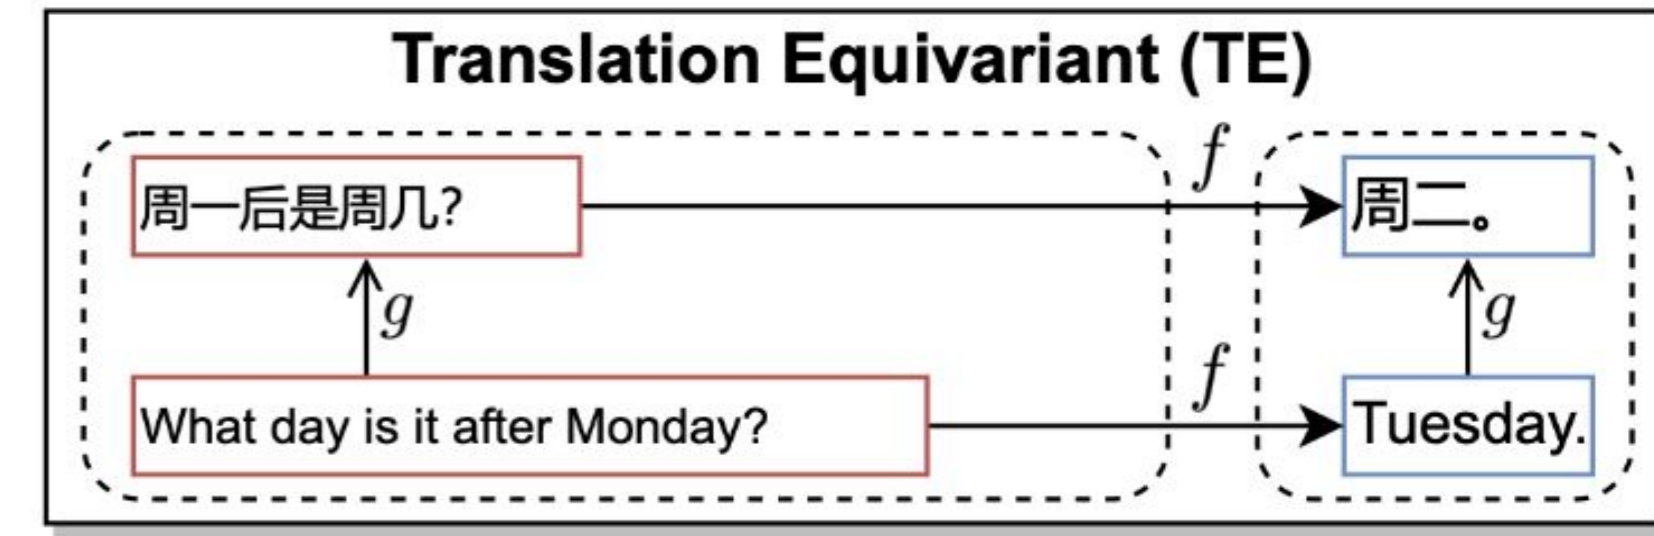 Translation Equivariant (TE)
周一后是周几?
f
周二。
g
g
What day is it after Monday?
f
Tuesday.